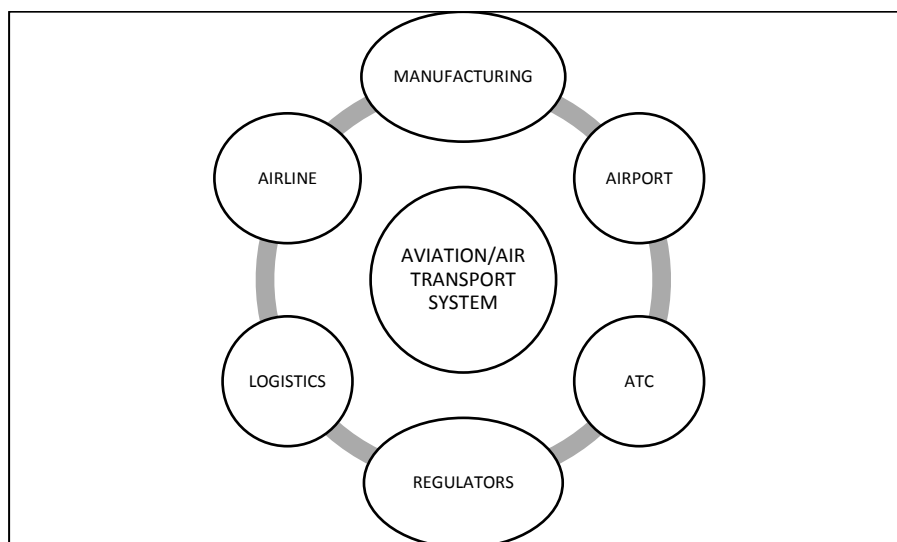 MANUFACTURING
AIRLINE
AIRPORT
AVIATION/AIR
TRANSPORT
SYSTEM
LOGISTICS
ATC
REGULATORS